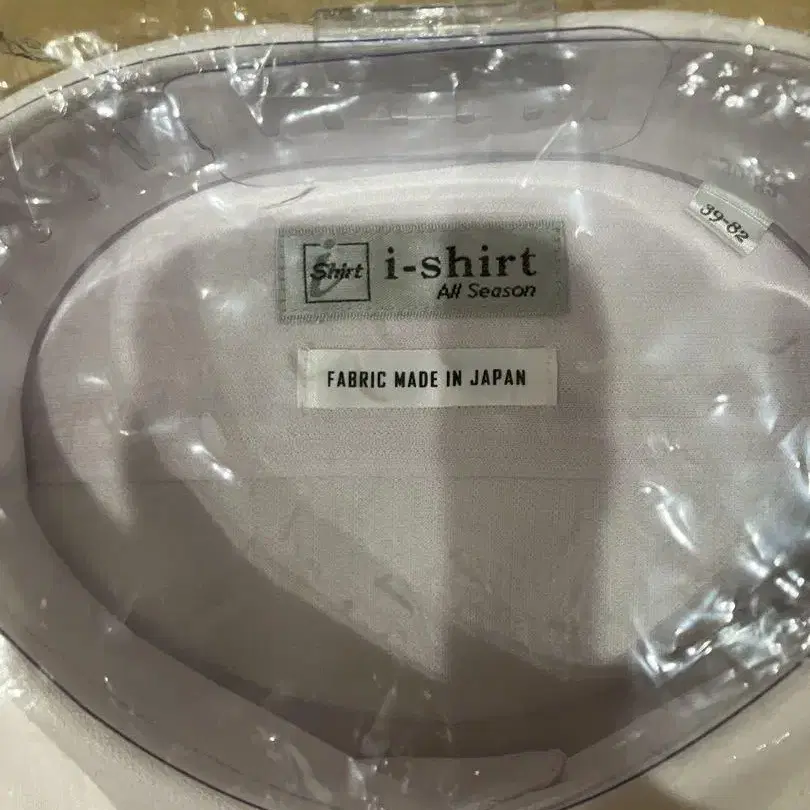 i
Shirt
i-shirt
All Season
39-82
FABRIC MADE IN JAPAN